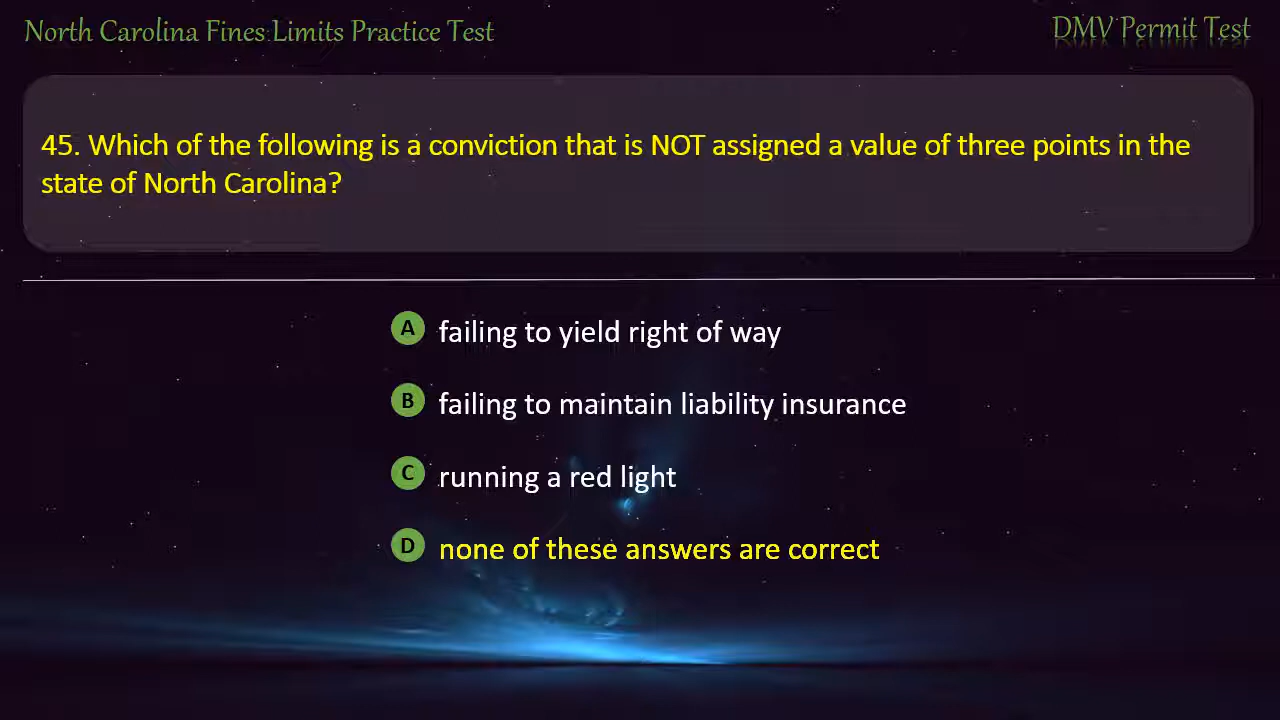 North Carolina Fines Limits Practice Test
DMV Permit Test
45. Which of the following is a conviction that is NOT assigned a value of three points in the
state of North Carolina?
A failing to yield right of way
B failing to maintain liability insurance
C running a red light
D none of these answers are correct